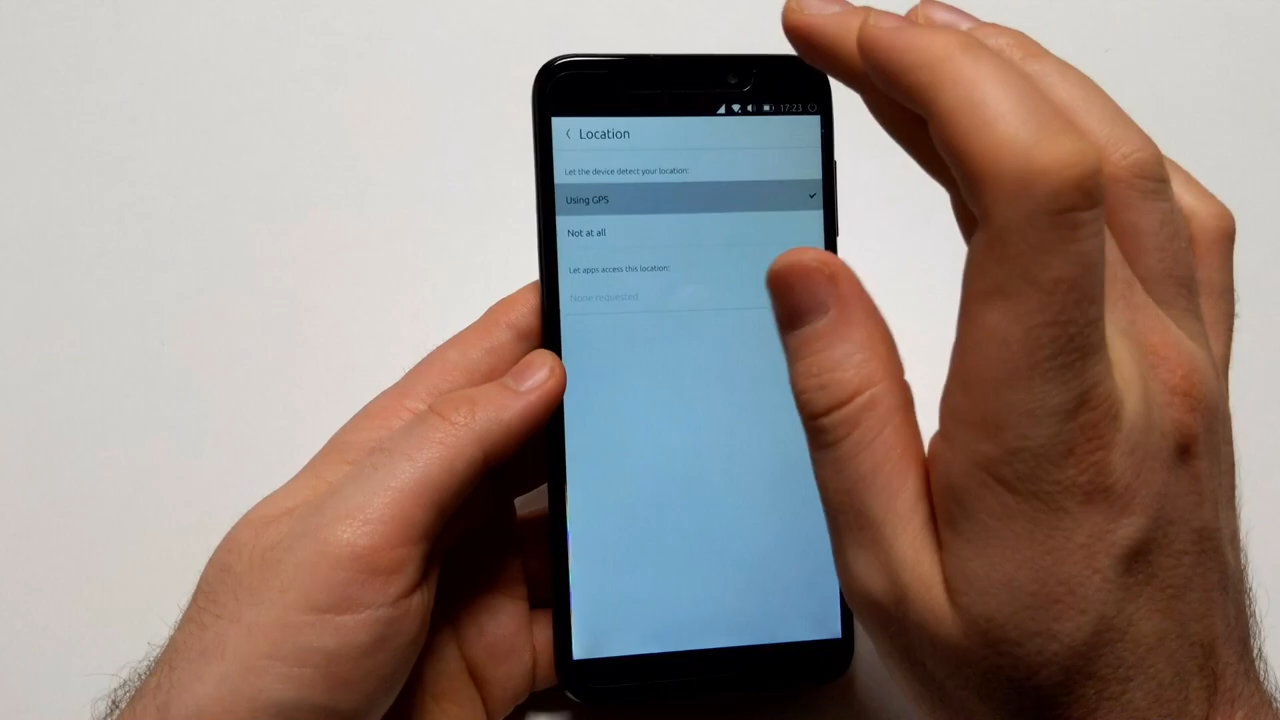 17:23
Location
Let the device detect your location:
Using GPS
Not at all
Let apps access this location:
None requested